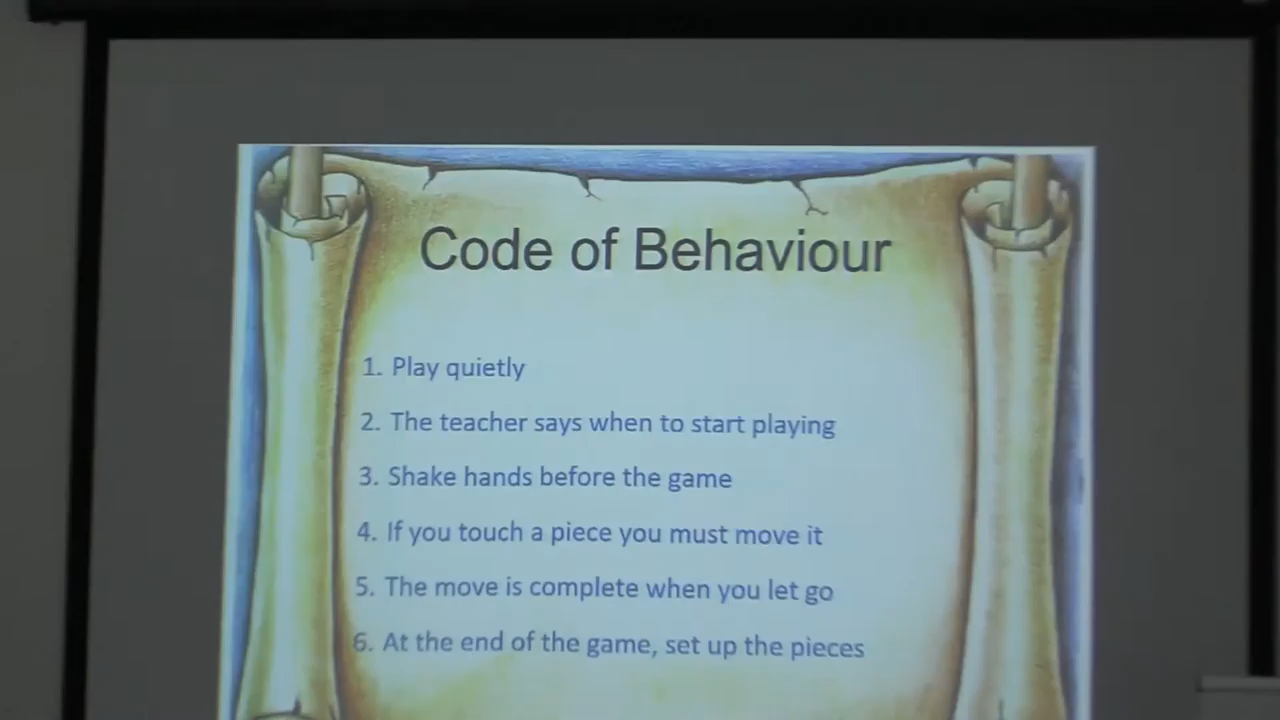 Code of Behaviour
1. Play quietly
2. The teacher says when to start playing
3. Shake hands before the game
4. If you touch a piece you must move it
5. The move is complete when you let go
6. At the end of the game, set up the pieces